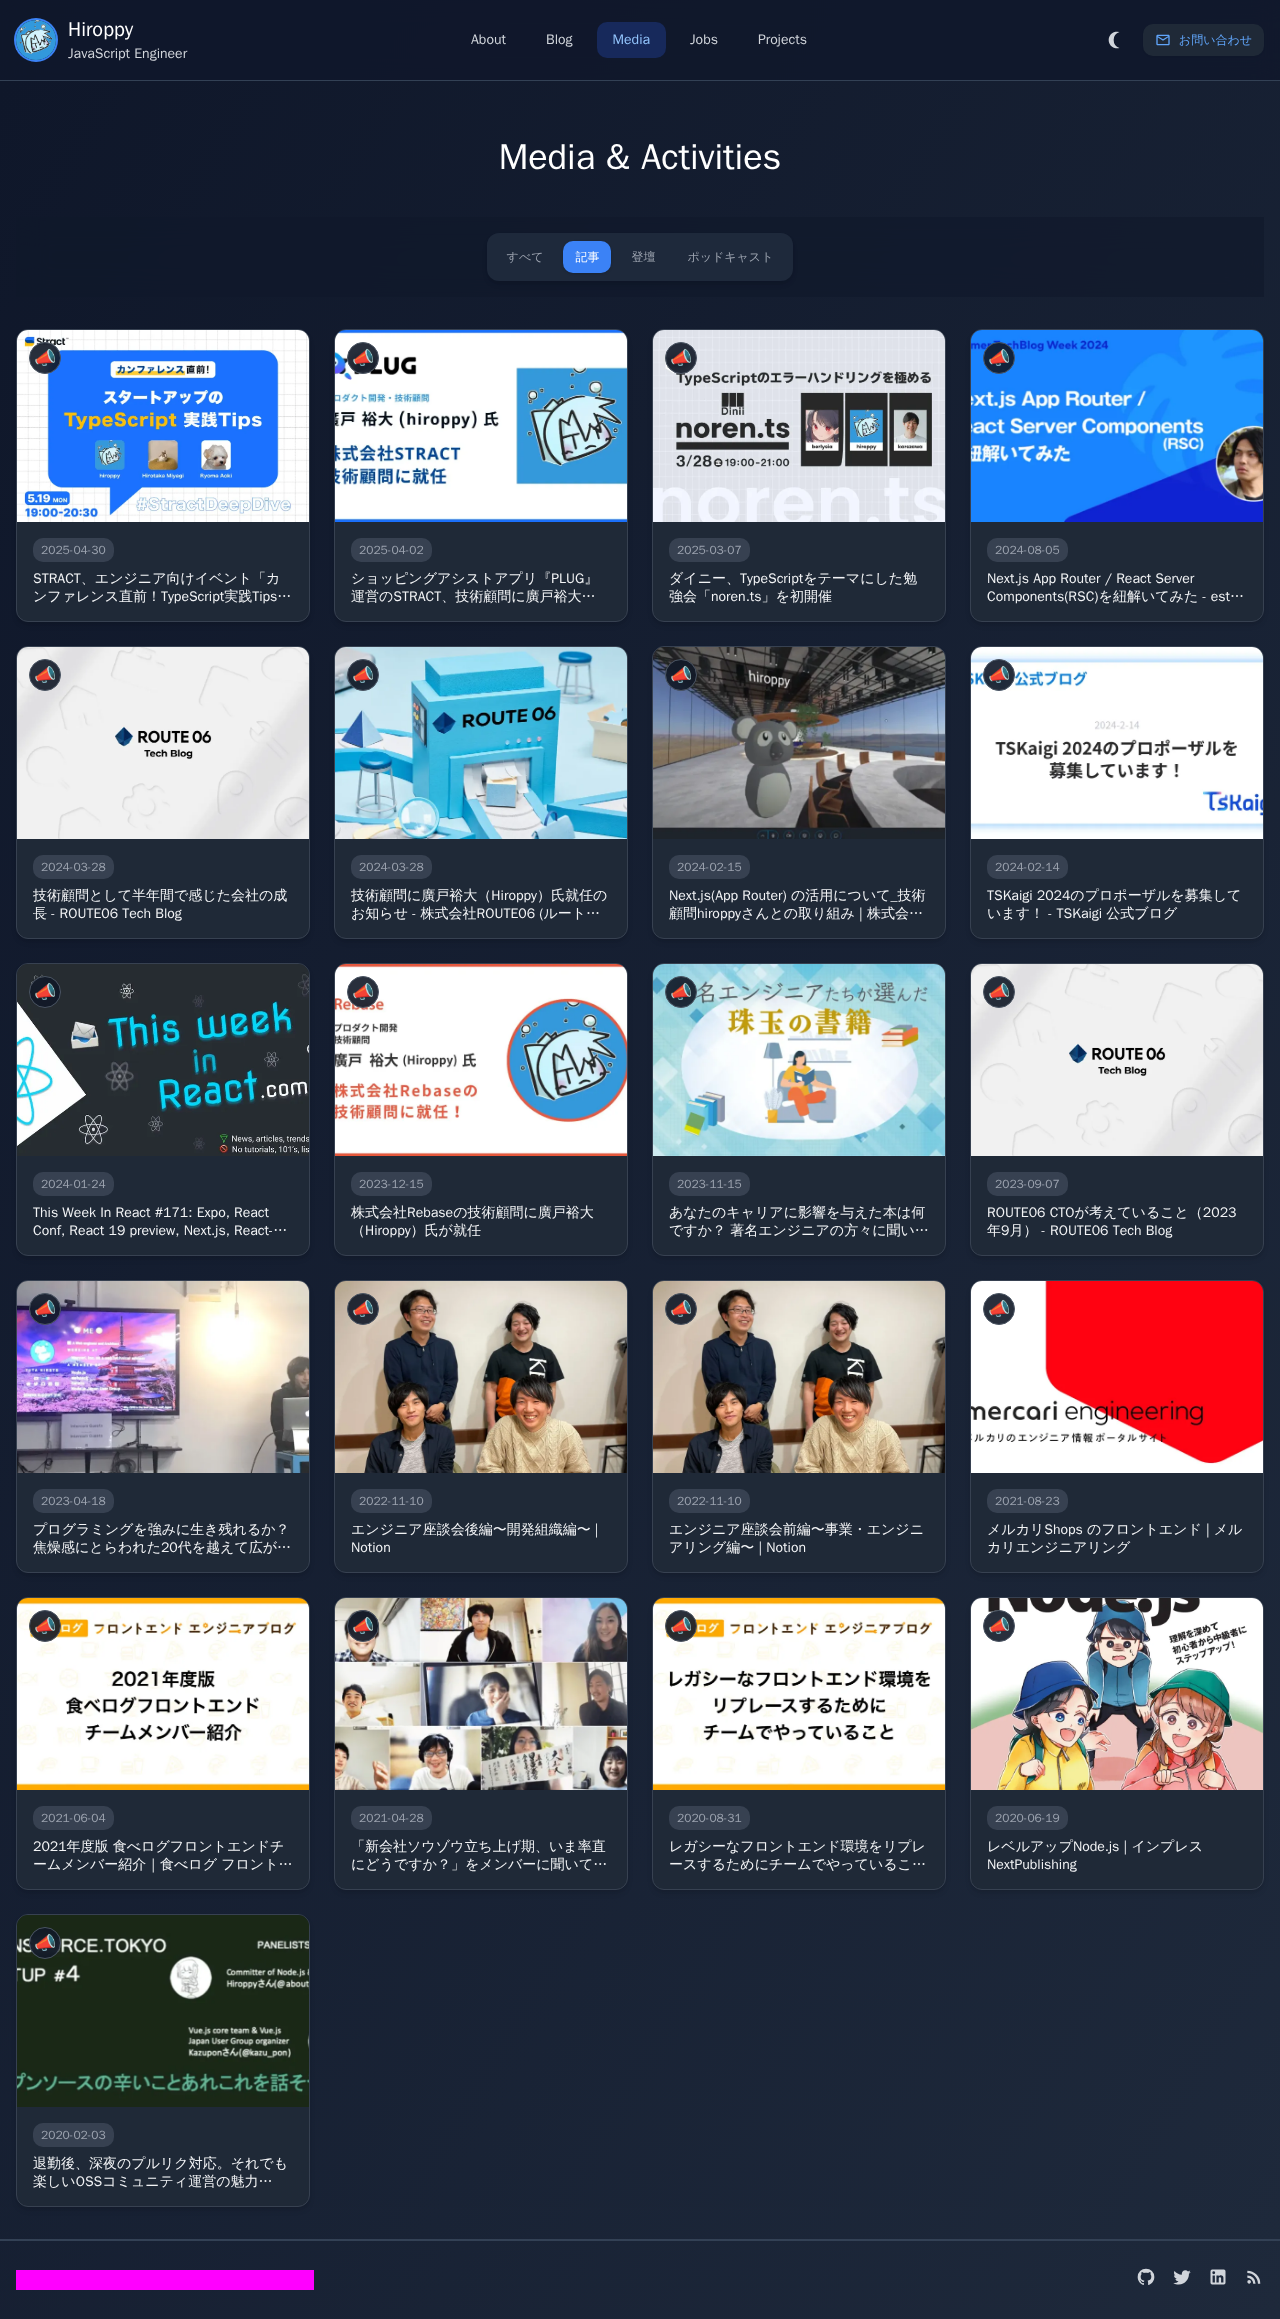 Hiroppy
JavaScript Engineer
About
Blog
Media
Jobs
Projects
お問い合わせ
Media & Activities
すべて
記事
登壇
ポッドキャスト
カンファレンス直前!
スタートアップの
TypeScript 実践Tips
Hiroppy
Hirotaka Miyagi
Ryoma Aoki
5.19 MON
19:00-20:30
#StractDeepDive
2025-04-30
STRACT、エンジニア向けイベント「カ
ンファレンス直前！TypeScript実践Tips…
PLUG
プロダクト開発・技術顧問
廣戸 裕大 (hiroppy) 氏
株式会社STRACT
技術顧問に就任
2025-04-02
ショッピングアシストアプリ『PLUG』
運営のSTRACT、技術顧問に廣戸裕大…
TypeScriptのエラーハンドリングを極める
Dinii
noren.ts
3/28 19:00-21:00
hiroppy
noren.ts
2025-03-07
ダイニー、TypeScriptをテーマにした勉
強会「noren.ts」を初開催
TechBlog Week 2024
ext.js App Router /
eact Server Components
(RSC)
紐解いてみた
2024-08-05
Next.js App Router / React Server
Components(RSC)を紐解いてみた - est…
ROUTE 06
Tech Blog
2024-03-28
技術顧問として半年間で感じた会社の成
長 - ROUTE06 Tech Blog
ROUTE 06
2024-03-28
技術顧問に廣戸裕大（Hiroppy）氏就任の
お知らせ - 株式会社ROUTE06 (ルート…
hiroppy
2024-02-15
Next.js(App Router) の活用について_技術
顧問hiroppyさんとの取り組み | 株式会…
公式ブログ
2024-2-14
TSKaigi 2024のプロポーザルを
募集しています！
TSKaig
2024-02-14
TSKaigi 2024のプロポーザルを募集して
います！ - TSKaigi 公式ブログ
This week
in
React.com
News, articles, trends
No tutorials, 101's, lis
2024-01-24
This Week In React #171: Expo, React
Conf, React 19 preview, Next.js, React-…
Rebase
プロダクト開発
技術顧問
廣戸 裕大 (Hiroppy) 氏
株式会社Rebaseの
技術顧問に就任！
2023-12-15
株式会社Rebaseの技術顧問に廣戸裕大
（Hiroppy）氏が就任
名エンジニアたちが選んだ
珠玉の書籍
2023-11-15
あなたのキャリアに影響を与えた本は何
ですか？ 著名エンジニアの方々に聞い…
ROUTE 06
Tech Blog
2023-09-07
ROUTE06 CTOが考えていること（2023
年9月） - ROUTE06 Tech Blog
ME
2023-04-18
プログラミングを強みに生き残れるか？
焦燥感にとらわれた20代を越えて広が…
2022-11-10
エンジニア座談会後編〜開発組織編〜 |
Notion
2022-11-10
エンジニア座談会前編〜事業・エンジニ
アリング編〜 | Notion
mercari engineering
メルカリのエンジニア情報ポータルサイト
2021-08-23
メルカリShops のフロントエンド | メル
カリエンジニアリング
ログ フロントエンド エンジニアブログ
2021年度版
食べログフロントエンド
チームメンバー紹介
2021-06-04
2021年度版 食べログフロントエンドチ
ームメンバー紹介 | 食べログ フロント…
2021-04-28
「新会社ソウゾウ立ち上げ期、いま率直
にどうですか？」をメンバーに聞いて…
ログ フロントエンド エンジニアブログ
レガシーなフロントエンド環境を
リプレースするために
チームでやっていること
2020-08-31
レガシーなフロントエンド環境をリプレ
ースするためにチームでやっているこ…
Node.js
理解を深めて
初心者から中級者に
ステップアップ！
2020-06-19
レベルアップNode.js | インプレス
NextPublishing
RCE.TOKYO
TUP #4
PANELISTS
Committer of Node.js &
Hiroppyさん(@about
Vue.js core team & Vue.js
Japan User Group organizer
Kazuponさん(@kazu_pon)
プンソースの辛いことあれこれを話そ
2020-02-03
退勤後、深夜のプルリク対応。それでも
楽しいOSSコミュニティ運営の魅力…